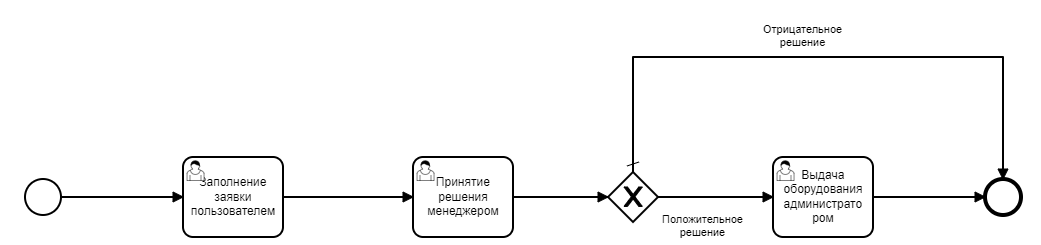 Отрицательное
решение
Заполнение
заявки
пользователем
Принятие
решения
менеджером
X
Положительное
решение
Выдача
оборудования
администрато
ром